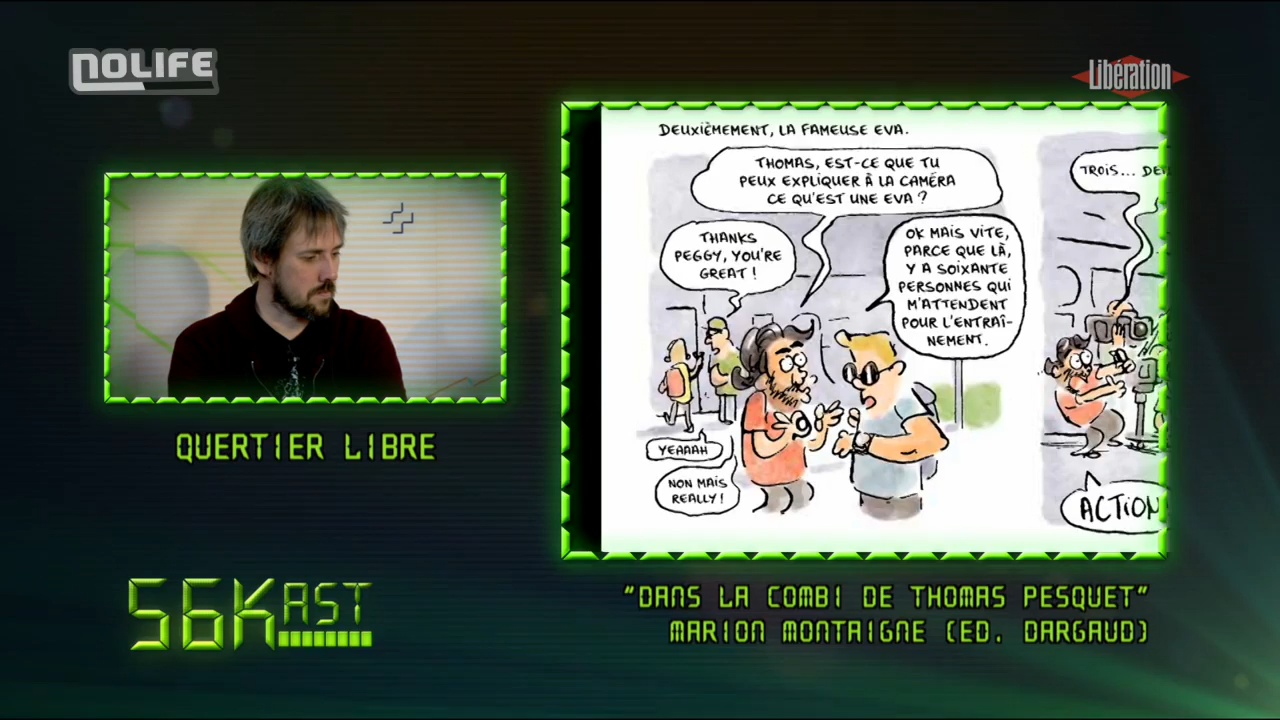 NOLIFE
Libération
DEUXIÈMEMENT, LA FAMEUSE EVA.
THOMAS, EST-CE QUE TU
PEUX EXPLIQUER À LA CAMÉRA
CE QU'EST UNE EVA ?
THANKS
PEGGY, YOU'RE
GREAT !
OK MAIS VITE,
PARCE QUE LÀ,
Y A SOIXANTE
PERSONNES QUI
M'ATTENDENT
POUR L'ENTRAÎ-
NEMENT.
YEAAAH
NON MAIS
REALLY !
TROIS...
ACTION
QUERTIER LIBRE
56KAST
"DANS LA COMBI DE THOMAS PESQUET"
MARION MONTAIGNE (ED. DARGAUD)